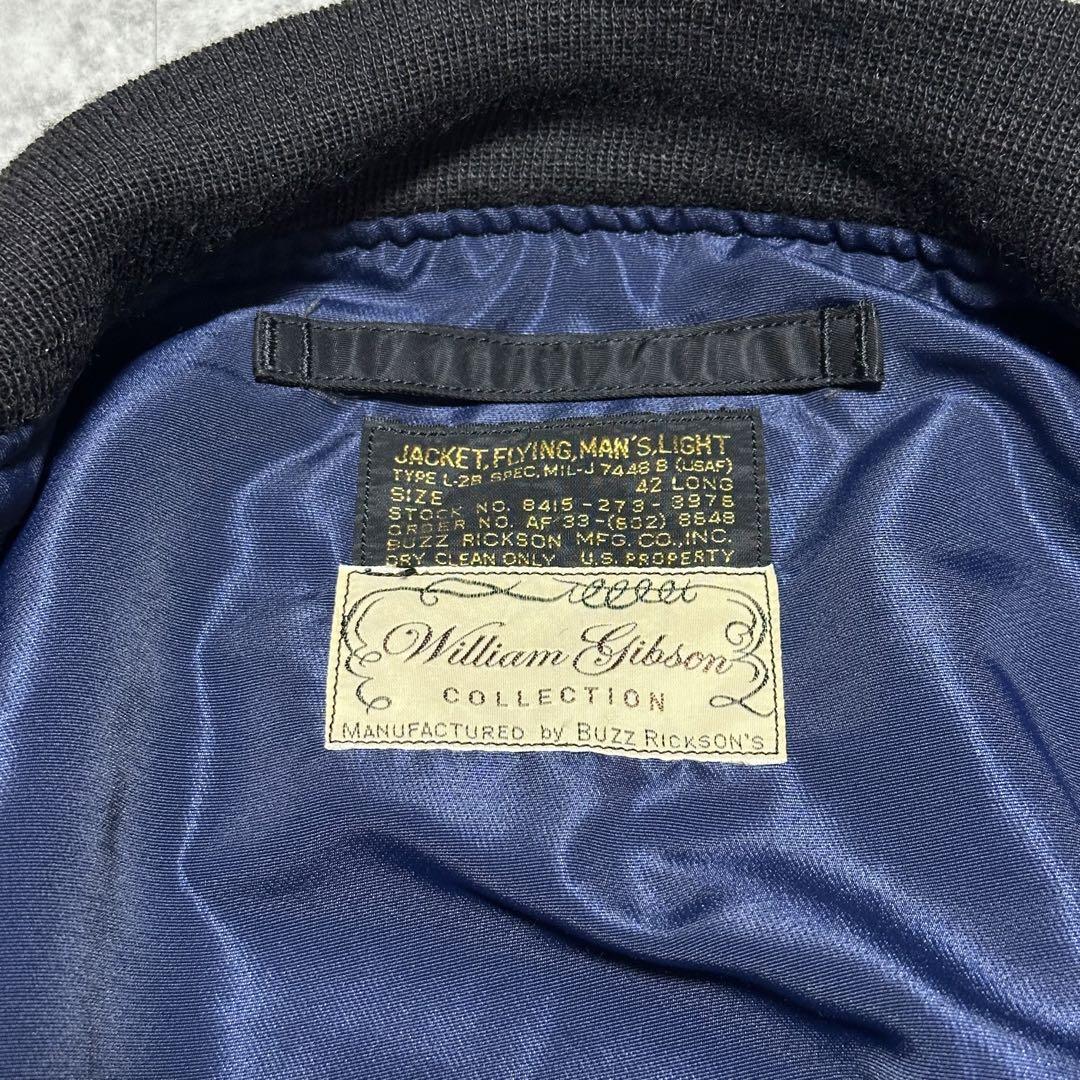 JACKET, FLYING, MAN'S, LIGHT
TYPE L-2B SPEC, MIL-J 7448 B (USAF)
SIZE 42 LONG
STOCK NO. 8415-273-3978
ORDER NO. AF 33-(602) 8848
BUZZ RICKSON MFG. CO., INC.
DRY CLEAN ONLY U.S. PROPERTY
William Gibson
COLLECTION
MANUFACTURED by BUZZ RICKSON'S